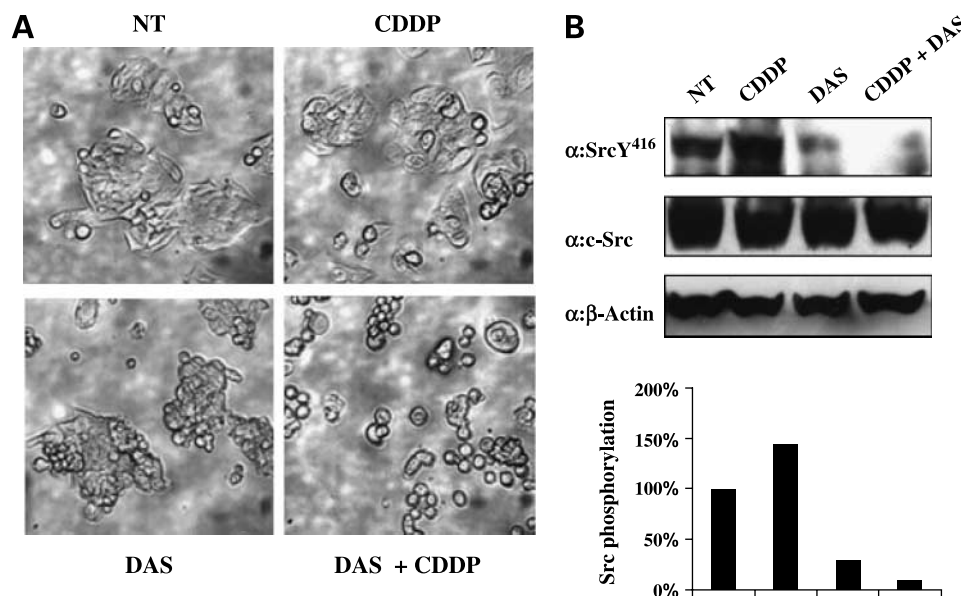 A
NT
CDDP
DAS
DAS + CDDP
B
NT
CDDP
DAS
CDDP + DAS
α:SrcY⁴¹⁶
α:c-Src
α:β-Actin
Src phosphorylation
200%
150%
100%
50%
0%